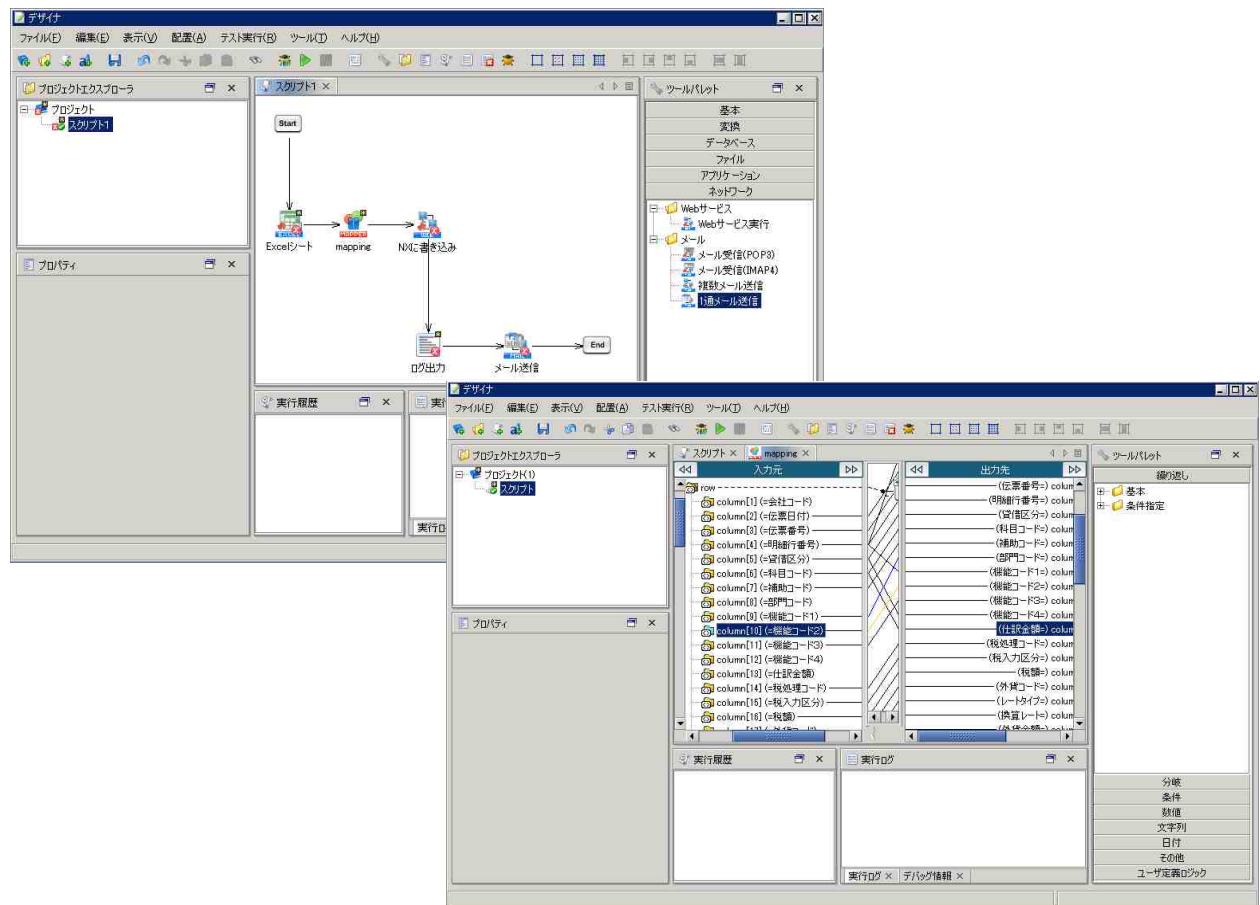 デザイナ
ファイル(F) 編集(E) 表示(V) 配置(A) テスト実行(R) ツール(T) ヘルプ(H)
プロジェクトエクスプローラ
プロジェクト
スクリプト1
プロパティ
スクリプト1
Start
Excelシート
mapping
NXに書き込み
ログ出力
メール送信
End
実行履歴
ツールパレット
基本
変換
データベース
ファイル
アプリケーション
ネットワーク
Webサービス
Webサービス実行
メール
メール受信(POP3)
メール受信(IMAP4)
複数メール送信
1通メール送信
デザイナ
ファイル(F) 編集(E) 表示(V) 配置(A) テスト実行(R) ツール(T) ヘルプ(H)
プロジェクトエクスプローラ
プロジェクト(1)
スクリプト
プロパティ
スクリプト mapping
入力元
row
column[1] (=会社コード)
column[2] (=伝票日付)
column[3] (=伝票番号)
column[4] (=明細行番号)
column[5] (=貸借区分)
column[6] (=科目コード)
column[7] (=補助コード)
column[8] (=部門コード)
column[9] (=機能コード1)
column[10] (=機能コード2)
column[11] (=機能コード3)
column[12] (=機能コード4)
column[13] (=仕訳金額)
column[14] (=税処理コード)
column[15] (=税入力区分)
column[16] (=税額)
出力先
(伝票番号=) colum
(明細行番号=) colum
(貸借区分=) colum
(科目コード=) colum
(補助コード=) colum
(部門コード=) colum
(機能コード1=) colum
(機能コード2=) colum
(機能コード3=) colum
(機能コード4=) colum
(仕訳金額=) colum
(税処理コード=) colum
(税入力区分=) colum
(税額=) colum
(外貨コード=) colum
(レートタイプ=) colum
(換算レート=) colum
実行履歴
実行ログ
実行ログ デバッグ情報
ツールパレット
繰り返し
基本
条件指定
分岐
条件
数値
文字列
日付
その他
ユーザ定義ロジック